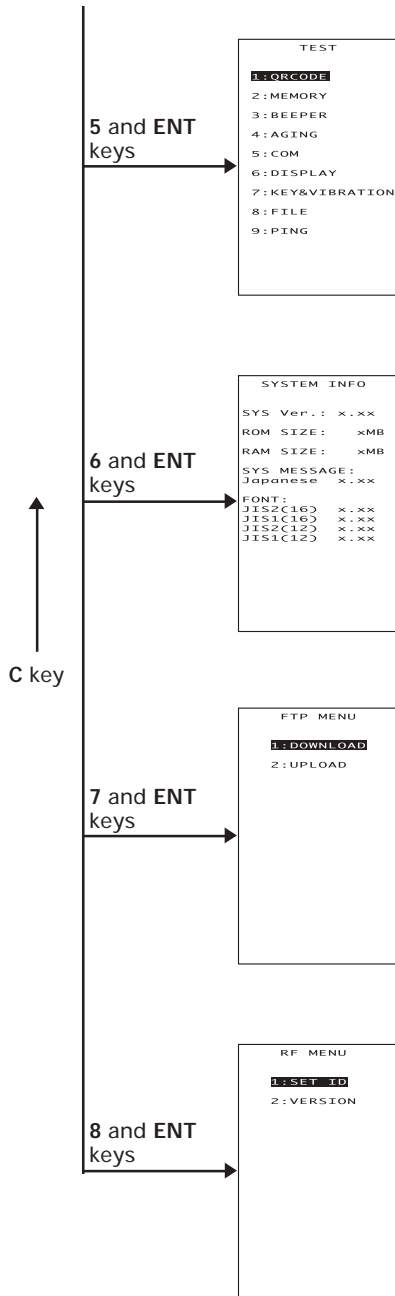 5 and ENT
keys
TEST
1:QRCODE
2:MEMORY
3:BEEPER
4:AGING
5:COM
6:DISPLAY
7:KEY&VIBRATION
8:FILE
9:PING
6 and ENT
keys
SYSTEM INFO
SYS Ver.: x.xx
ROM SIZE: xMB
RAM SIZE: xMB
SYS MESSAGE:
Japanese x.xx
FONT:
JIS2(16) x.xx
JIS1(16) x.xx
JIS2(12) x.xx
JIS1(12) x.xx
C key
7 and ENT
keys
FTP MENU
1:DOWNLOAD
2:UPLOAD
8 and ENT
keys
RF MENU
1:SET ID
2:VERSION